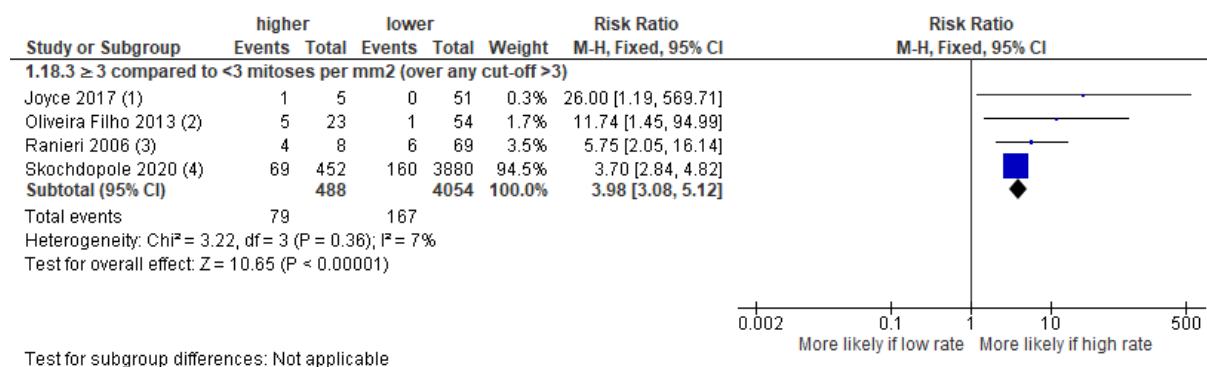 higher lower Risk Ratio Risk Ratio
Study or Subgroup Events Total Events Total Weight M-H, Fixed, 95% CI M-H, Fixed, 95% CI
1.18.3 ≥ 3 compared to <3 mitoses per mm2 (over any cut-off >3)
Joyce 2017 (1) 1 5 0 51 0.3% 26.00 [1.19, 569.71]
Oliveira Filho 2013 (2) 5 23 1 54 1.7% 11.74 [1.45, 94.99]
Ranieri 2006 (3) 4 8 6 69 3.5% 5.75 [2.05, 16.14]
Skochdopole 2020 (4) 69 452 160 3880 94.5% 3.70 [2.84, 4.82]
Subtotal (95% CI) 488 4054 100.0% 3.98 [3.08, 5.12]
Total events 79 167
Heterogeneity: Chi² = 3.22, df = 3 (P = 0.36); I² = 7%
Test for overall effect: Z = 10.65 (P < 0.00001)
0.002 0.1 1 10 500
More likely if low rate More likely if high rate
Test for subgroup differences: Not applicable